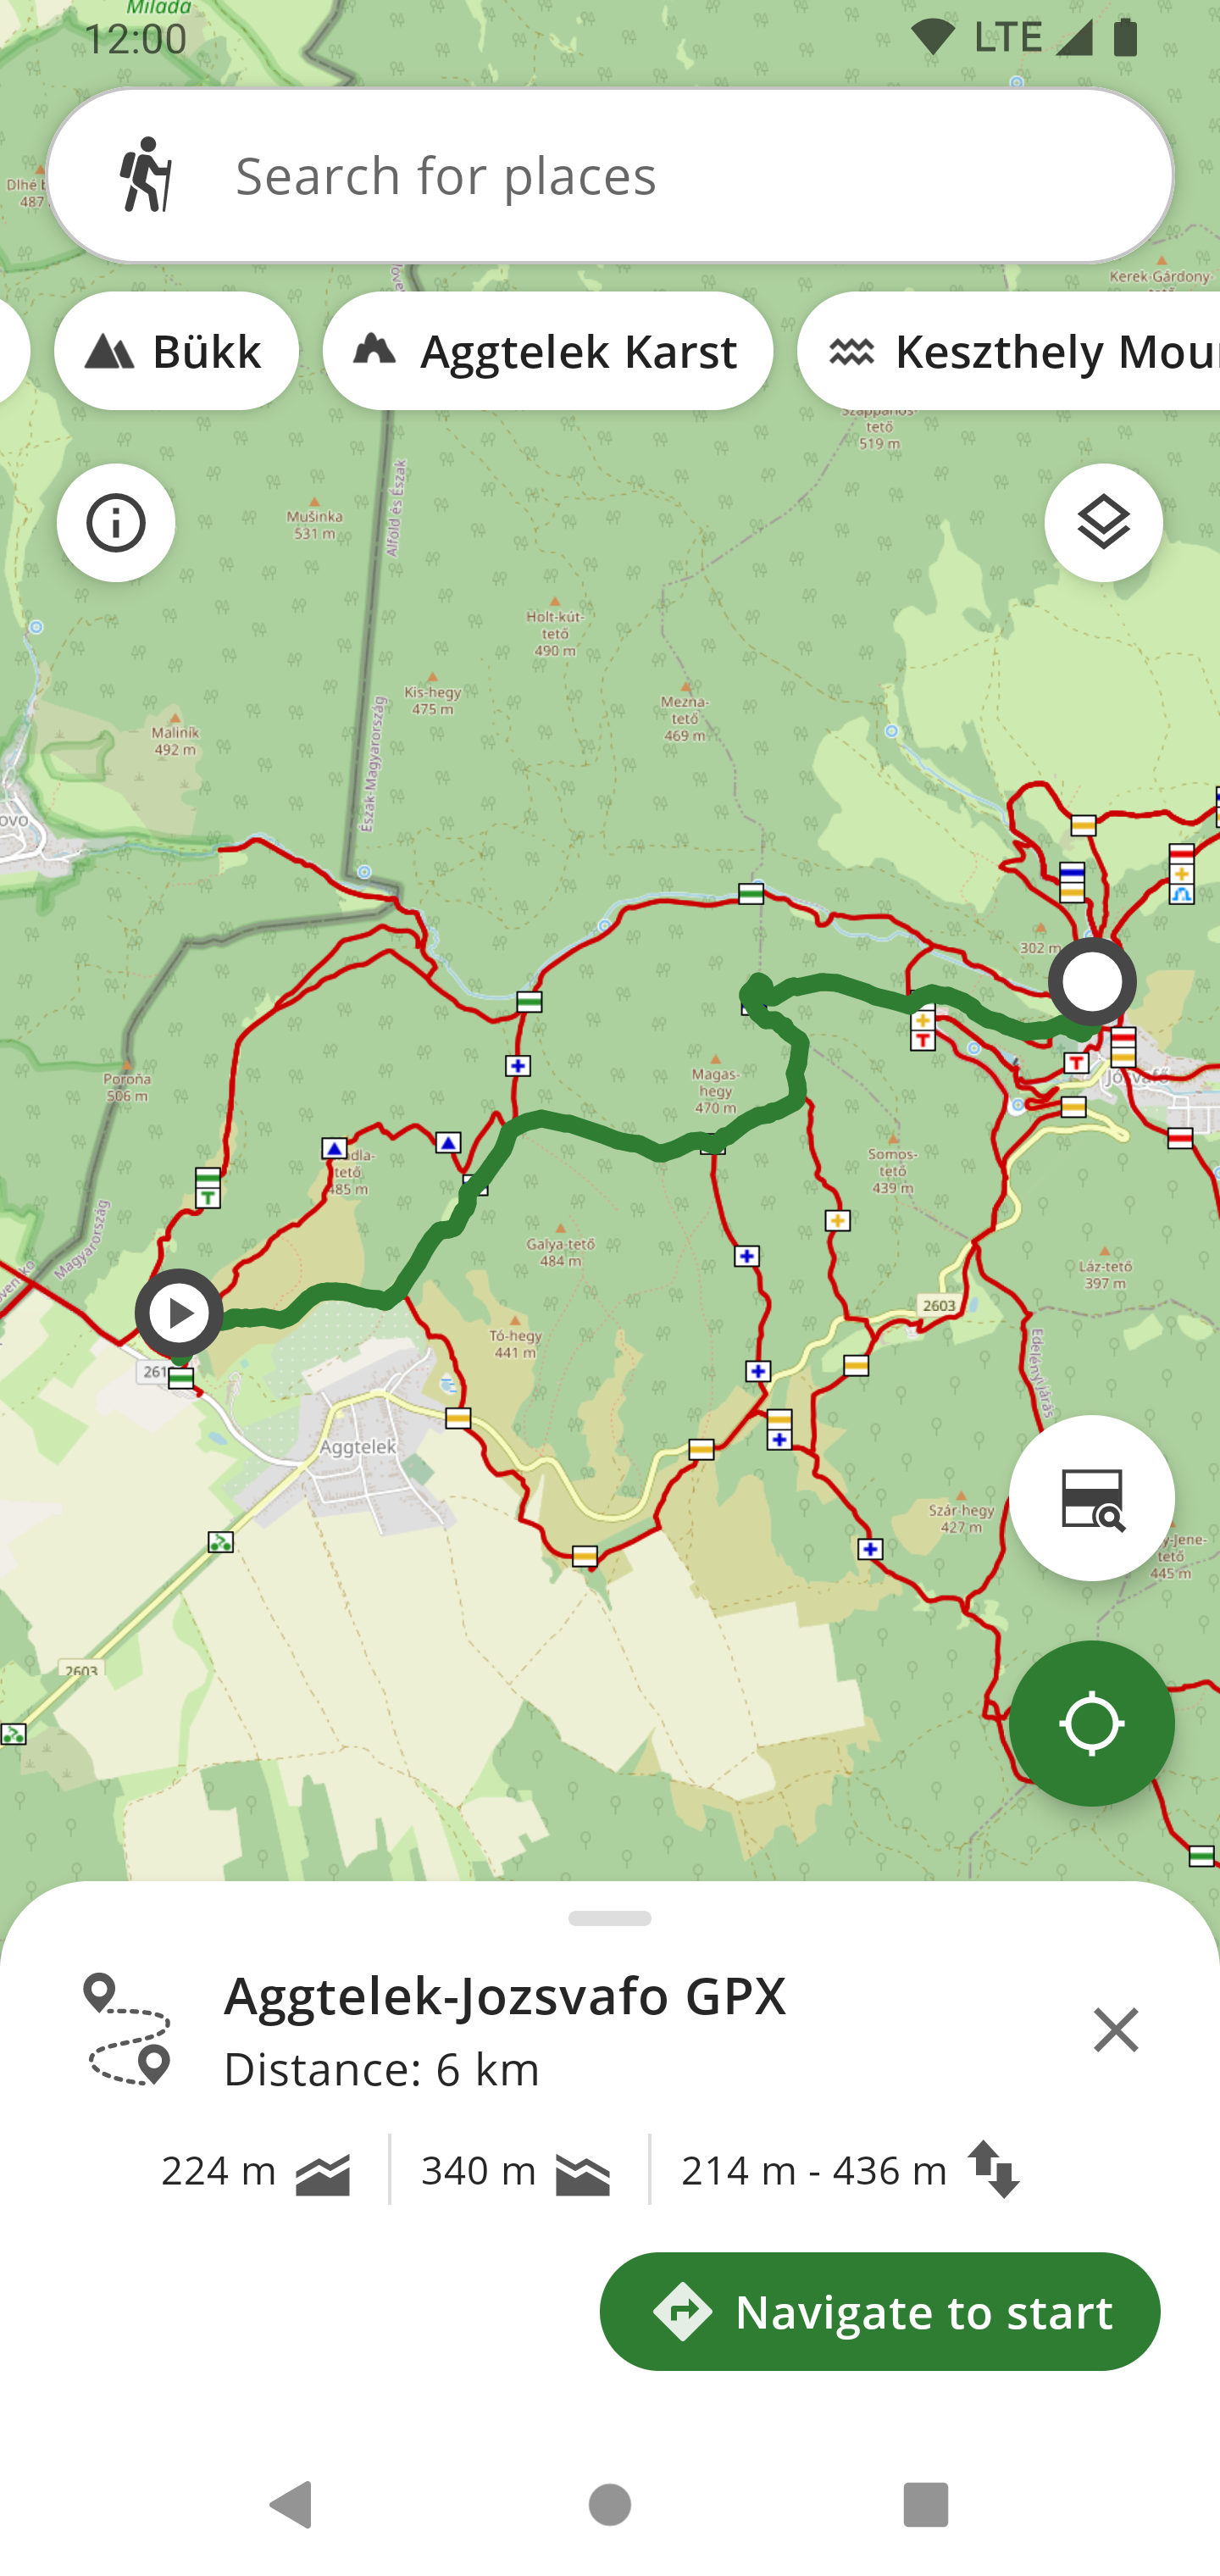 Milada
12:00
LTE
Search for places
Dlhé
487
Kerek-Gárdony-
Bükk
Aggtelek Karst
Keszthely Mou
tető
519 m
Alföld és Észak
Mušinka
531 m
Holt-kút-
tető
490 m
Kis-hegy
475 m
Mezna-
tető
469 m
Maliník
492 m
Észak-Magyarország
ovo
302 m
Magas-
hegy
470 m
Poroňa
506 m
Jósvafő
dla-
tető
485 m
Somos-
tető
439 m
Magyarország
Galya-tető
484 m
Láz-tető
397 m
2603
Tó-hegy
441 m
Edelényi járás
261
Aggtelek
Szár-hegy
427 m
y-Jene-
tető
445 m
2603
Aggtelek-Jozsvafo GPX
Distance: 6 km
224 m
340 m
214 m - 436 m
Navigate to start